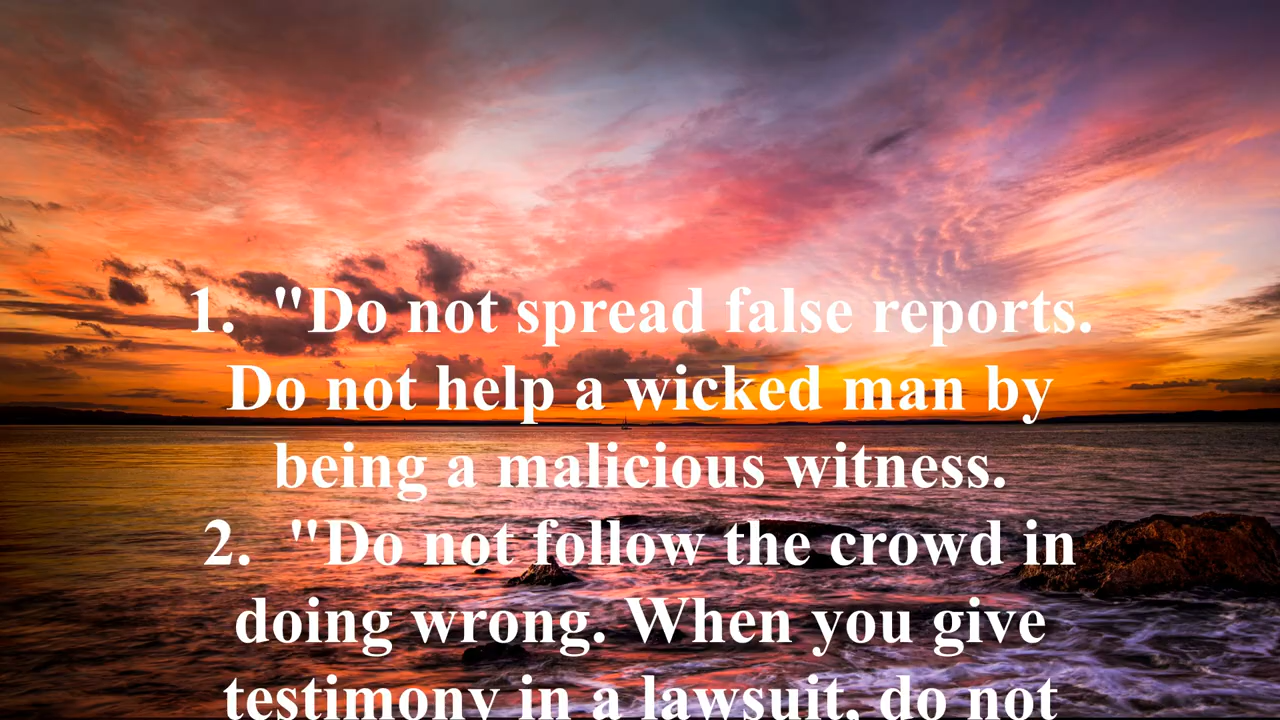 1. "Do not spread false reports.
Do not help a wicked man by
being a malicious witness.
2. "Do not follow the crowd in
doing wrong. When you give
testimony in a lawsuit, do not